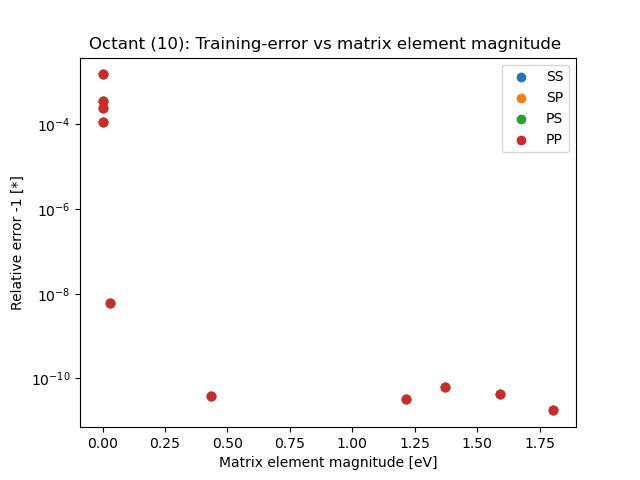 Octant (10): Training-error vs matrix element magnitude
SS
SP
PS
PP
Relative error -1 [*]
10⁻⁴
10⁻⁶
10⁻⁸
10⁻¹⁰
0.00 0.25 0.50 0.75 1.00 1.25 1.50 1.75
Matrix element magnitude [eV]